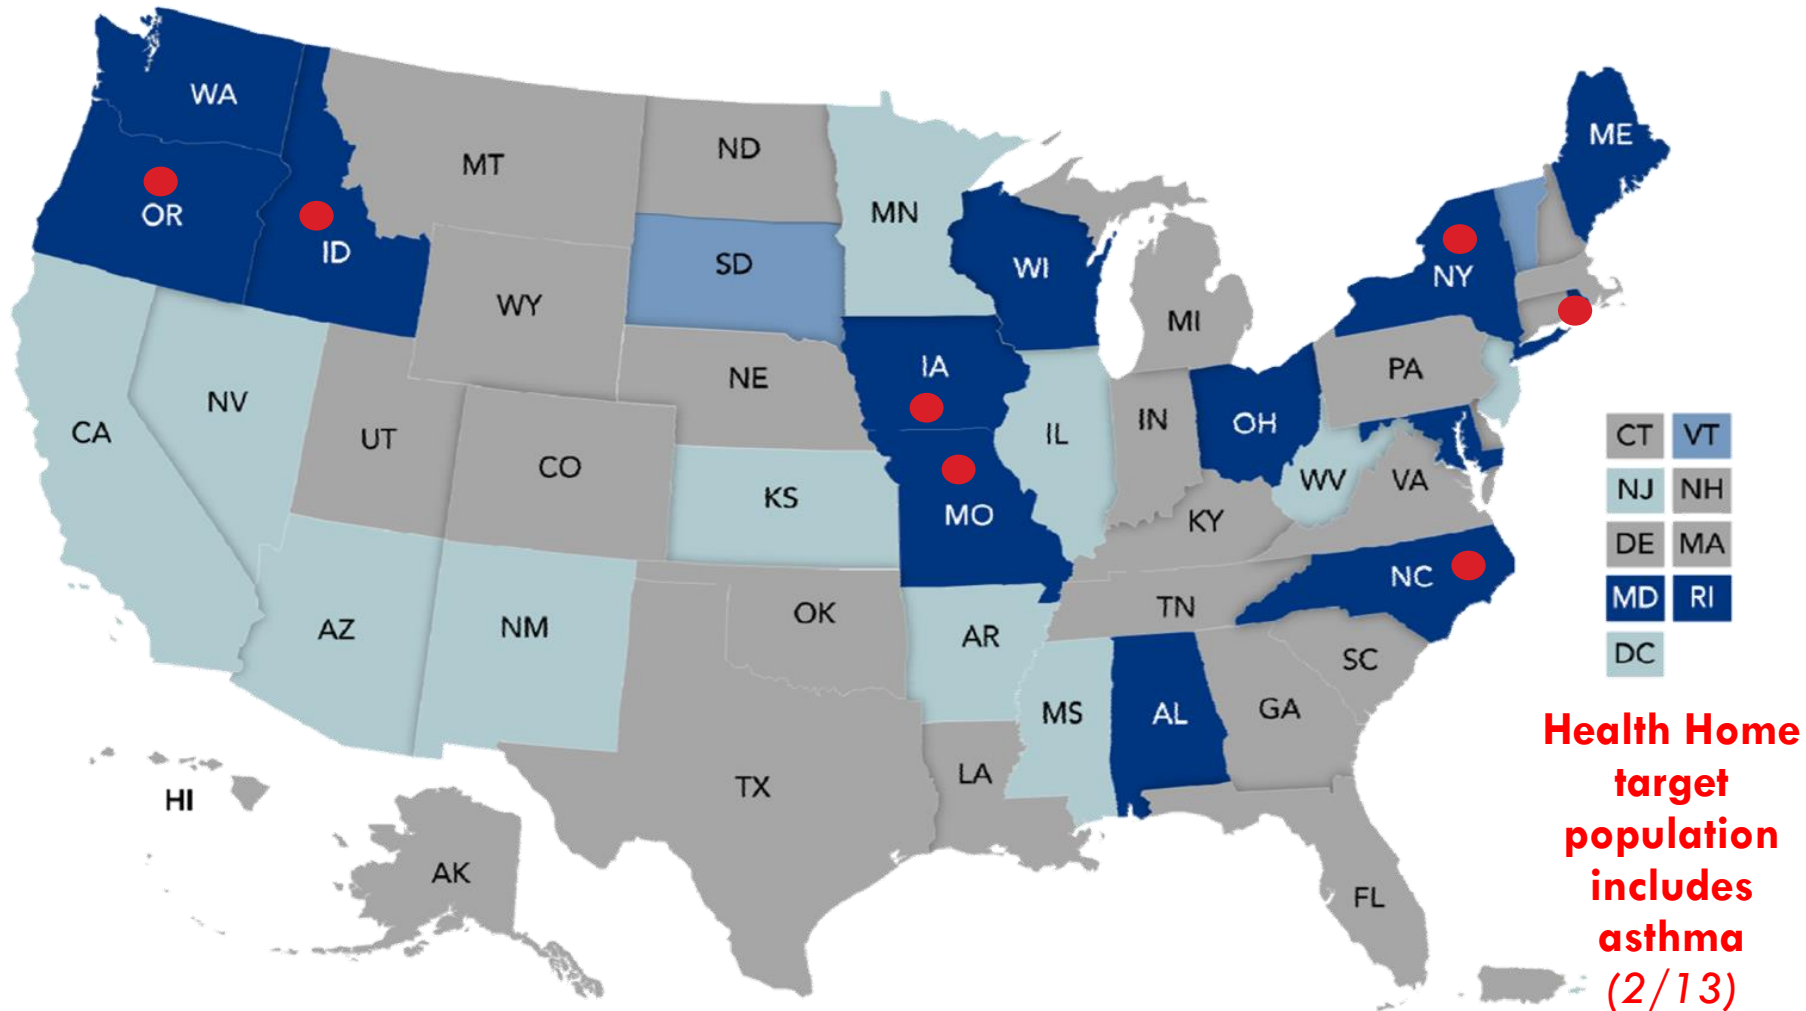 WA
ME
ND
MT
MN
OR
ID
SD
WI
NY
WY
MI
IA
PA
NE
NV
IN
OH
CA
IL
UT
CO
WV
VA
KS
MO
KY
NC
TN
OK
AZ
NM
AR
SC
MS
AL
GA
LA
TX
HI
AK
FL
CT VT
NJ NH
DE MA
MD RI
DC
Health Home
target
population
includes
asthma
(2/13)